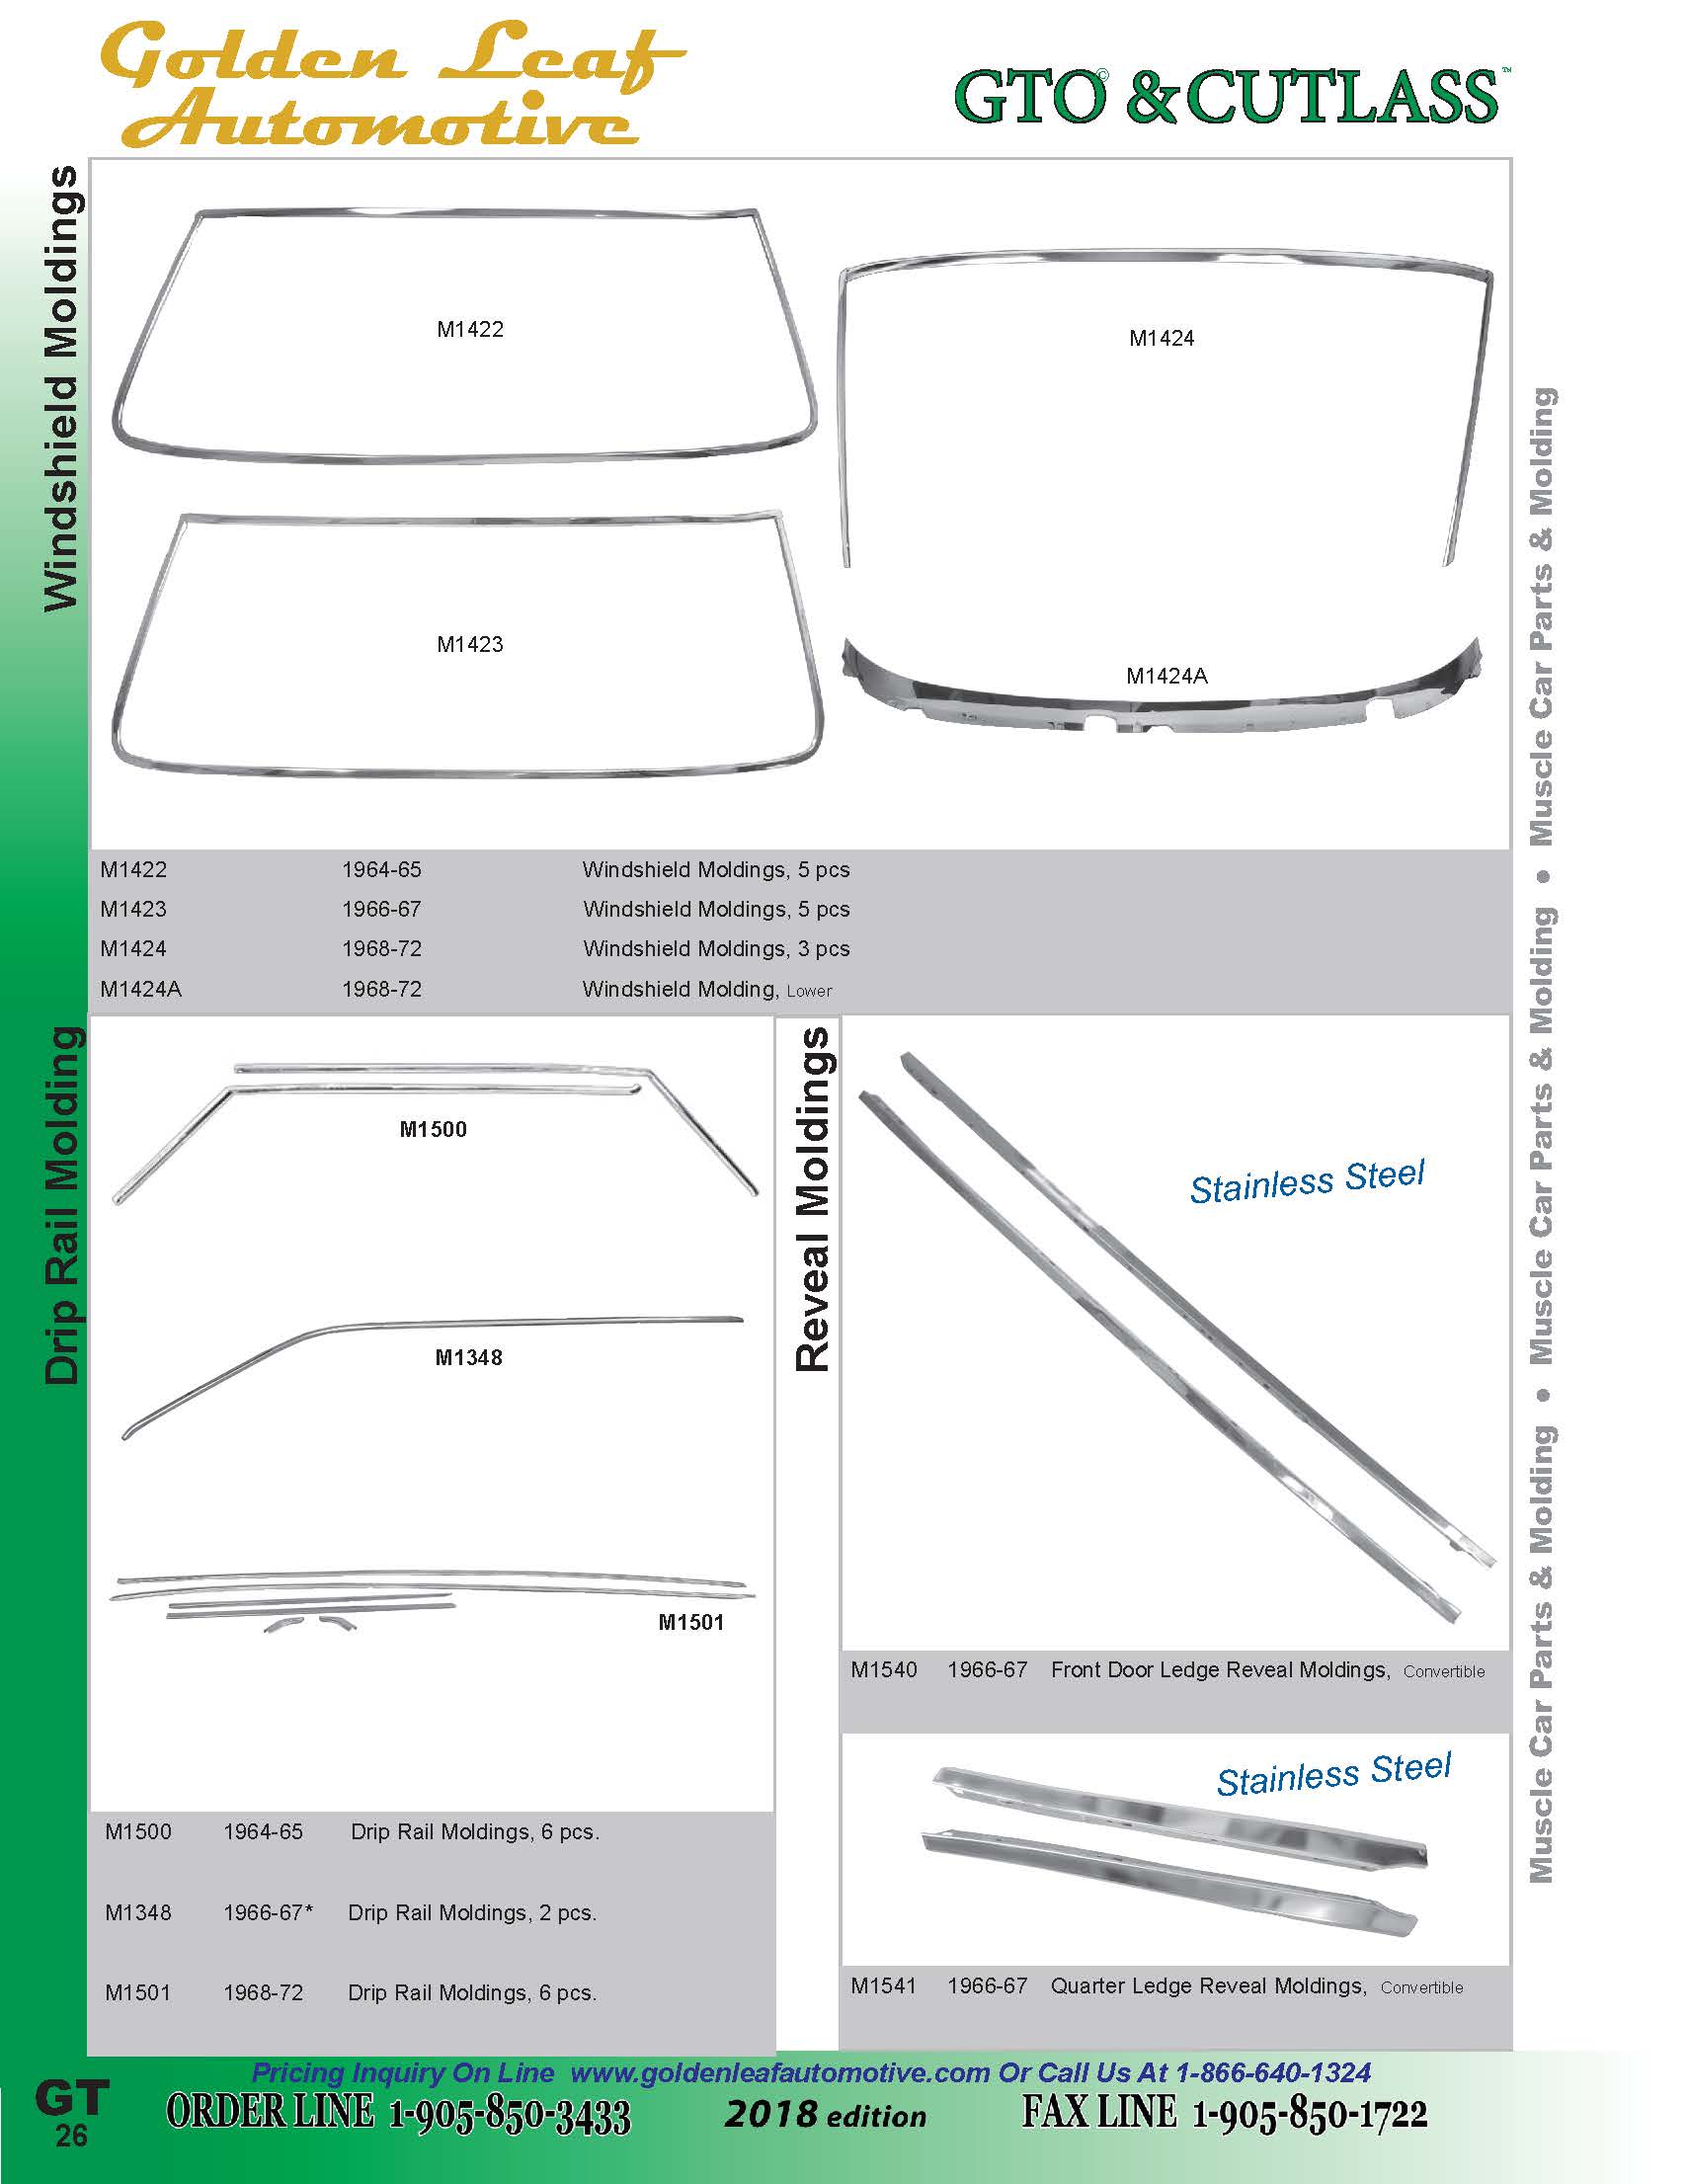 Golden Leaf
Automotive
GTO© & CUTLASS™
Windshield Moldings
M1422
M1424
M1423
M1424A
M1422 1964-65 Windshield Moldings, 5 pcs
M1423 1966-67 Windshield Moldings, 5 pcs
M1424 1968-72 Windshield Moldings, 3 pcs
M1424A 1968-72 Windshield Molding, Lower
Drip Rail Molding
M1500
M1348
M1501
M1500 1964-65 Drip Rail Moldings, 6 pcs.
M1348 1966-67* Drip Rail Moldings, 2 pcs.
M1501 1968-72 Drip Rail Moldings, 6 pcs.
Reveal Moldings
Stainless Steel
M1540 1966-67 Front Door Ledge Reveal Moldings, Convertible
Stainless Steel
M1541 1966-67 Quarter Ledge Reveal Moldings, Convertible
Muscle Car Parts & Molding • Muscle Car Parts & Molding • Muscle Car Parts & Molding
Pricing Inquiry On Line www.goldenleafautomotive.com Or Call Us At 1-866-640-1324
GT
26
ORDER LINE 1-905-850-3433 2018 edition FAX LINE 1-905-850-1722